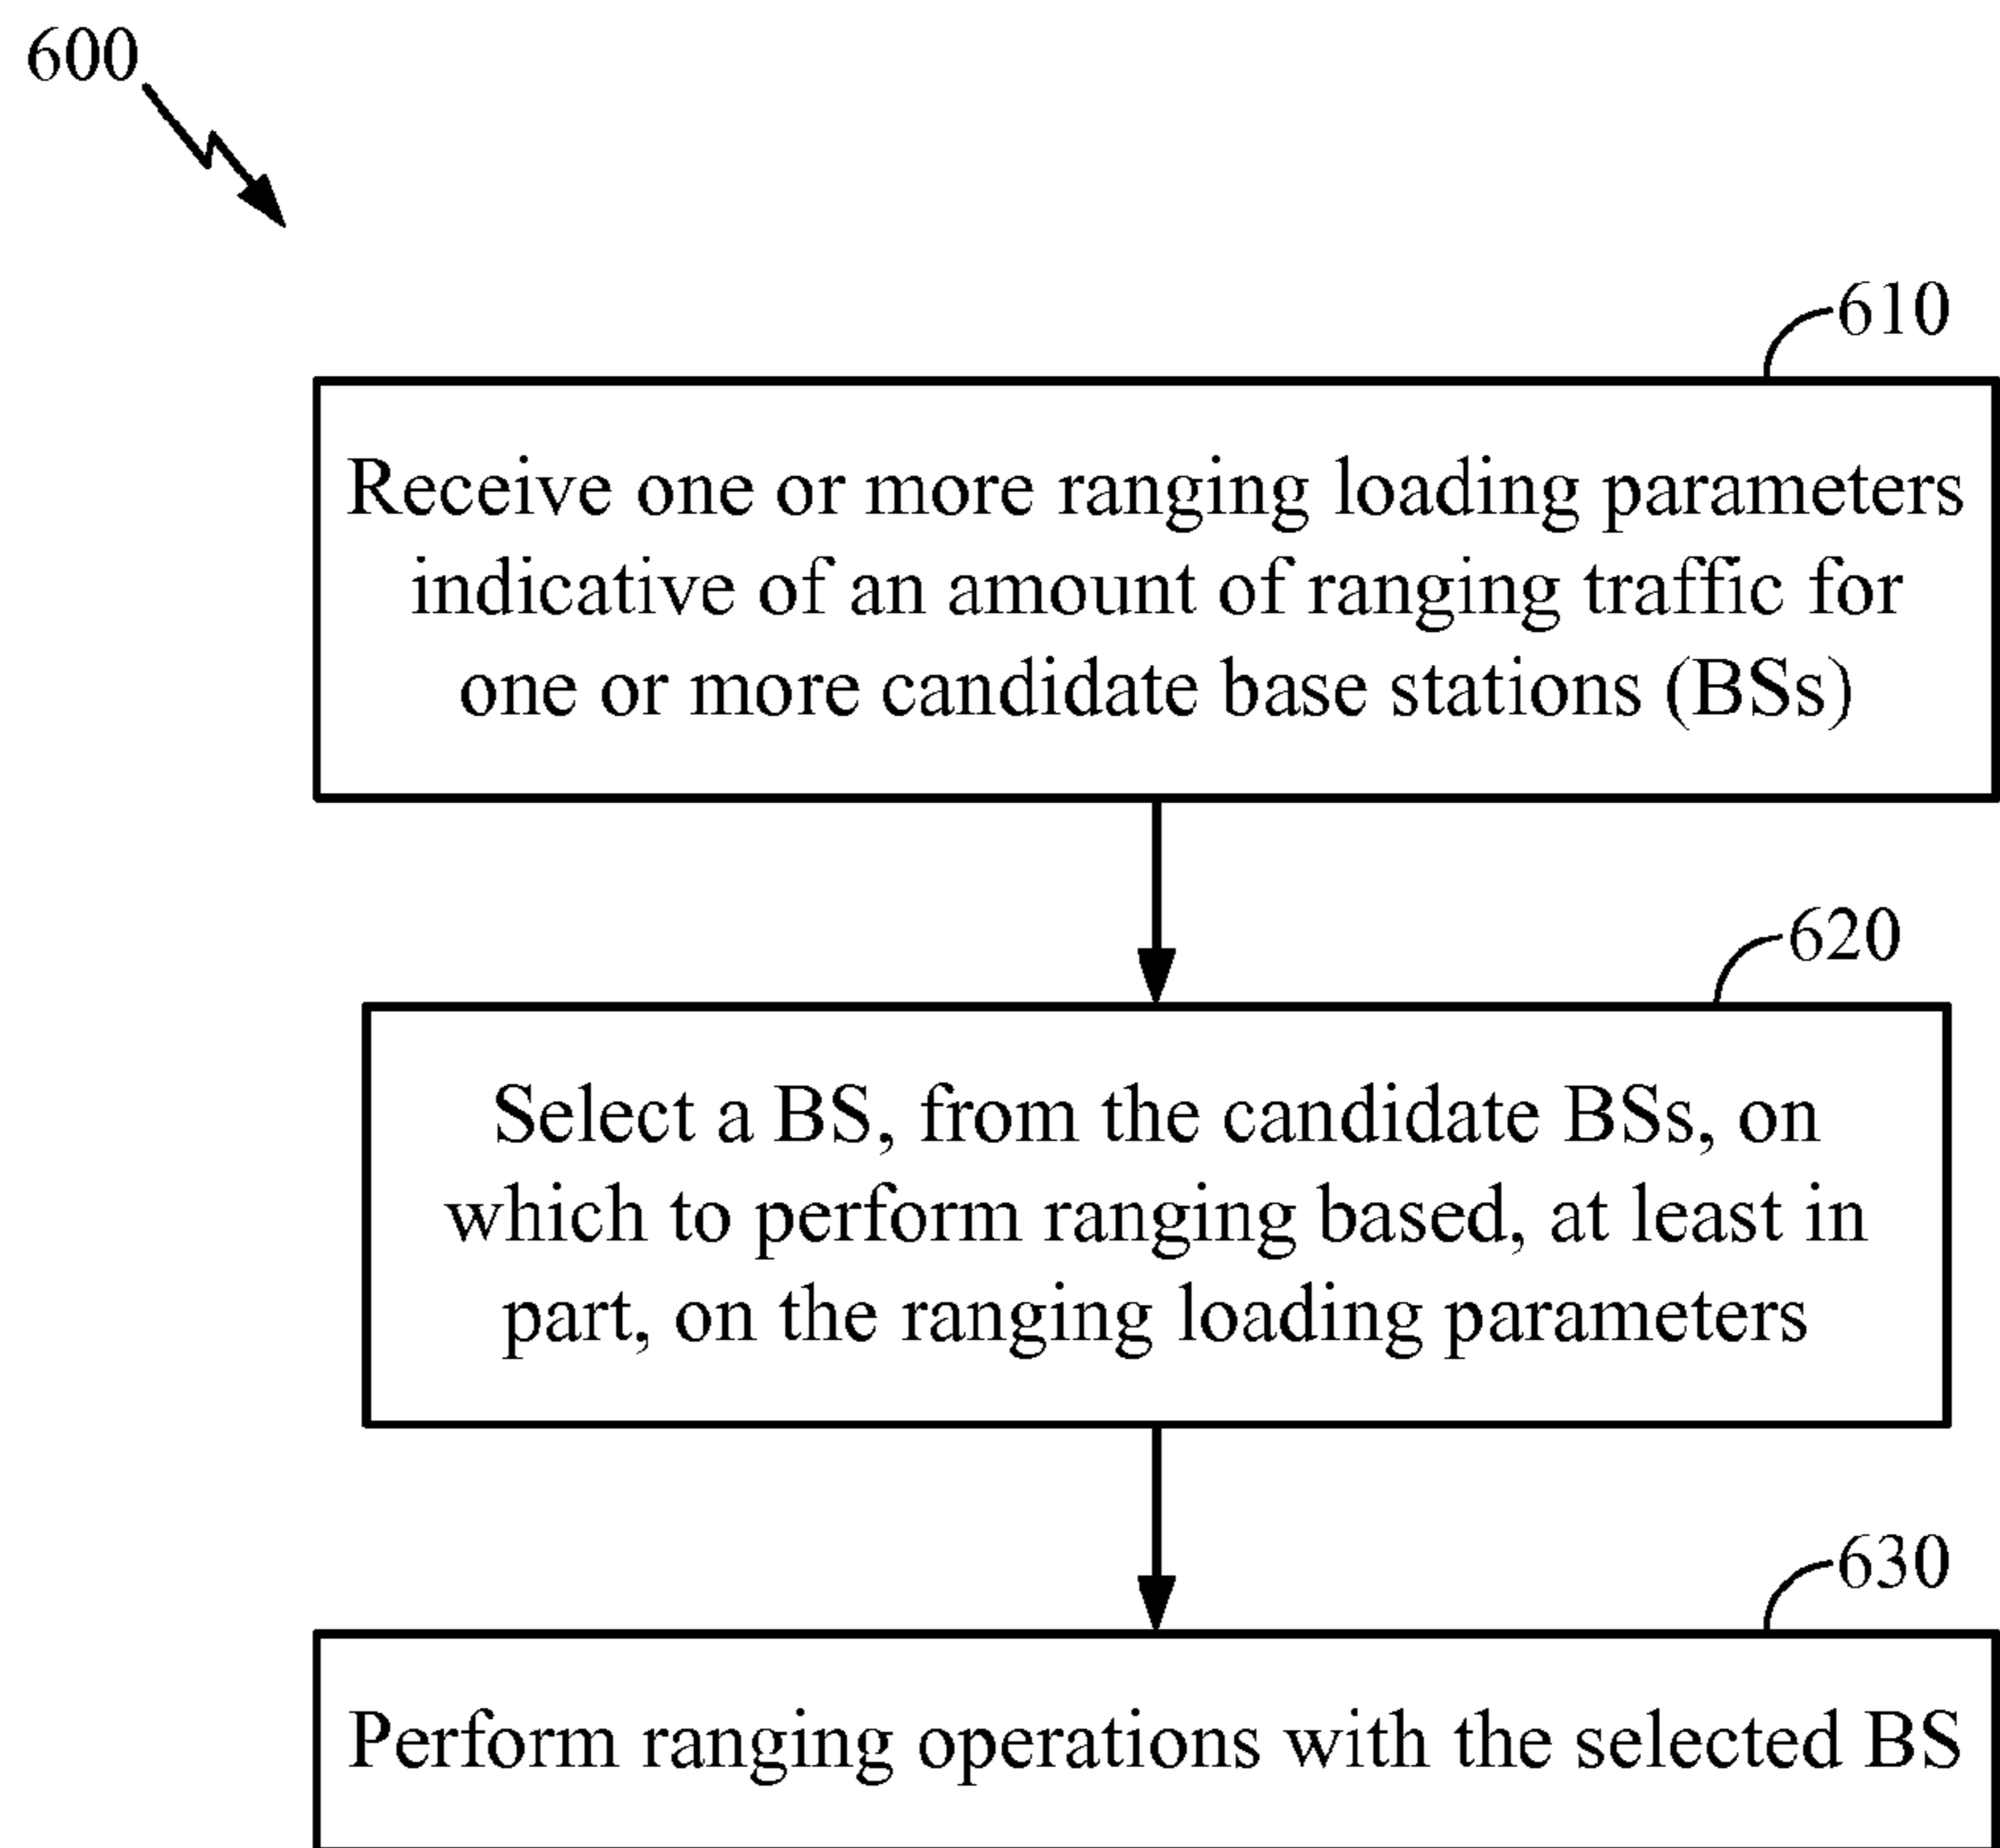 600
610
Receive one or more ranging loading parameters
indicative of an amount of ranging traffic for
one or more candidate base stations (BSs)
620
Select a BS, from the candidate BSs, on
which to perform ranging based, at least in
part, on the ranging loading parameters
630
Perform ranging operations with the selected BS